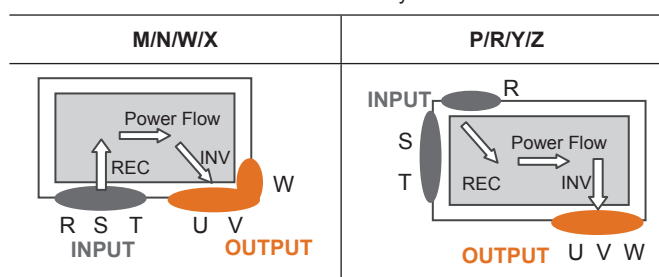 M/N/W/X
P/R/Y/Z
Power Flow
REC
INV
W
R S T
U V
INPUT
OUTPUT
INPUT
R
S
T
Power Flow
REC
INV
OUTPUT
U V W